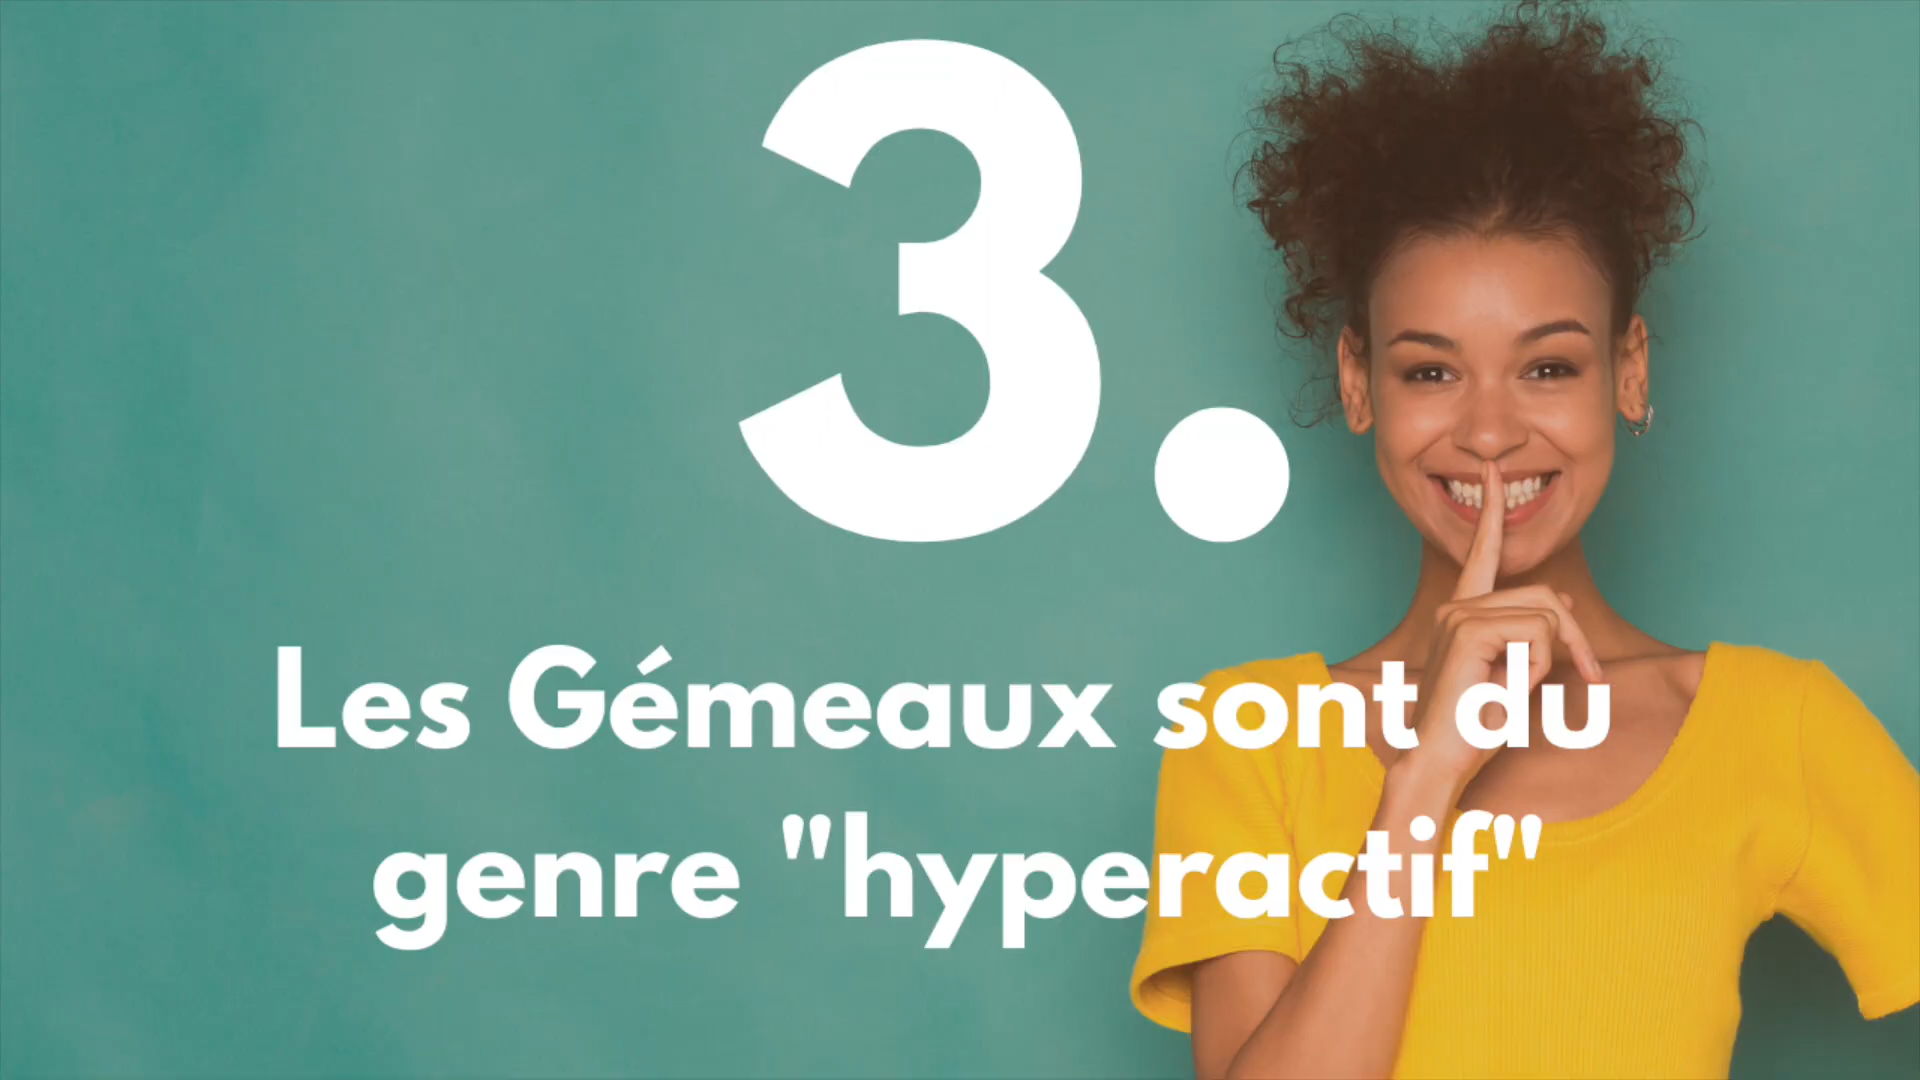 3.
Les Gémeaux sont du
genre "hyperactif"